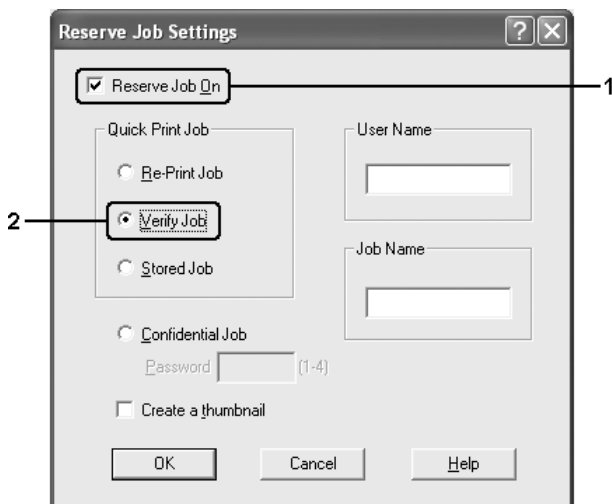 Reserve Job Settings
Reserve Job On
1
Quick Print Job
Re-Print Job
2
Verify Job
Stored Job
User Name
Job Name
Confidential Job
Password
(1-4)
Create a thumbnail
OK
Cancel
Help